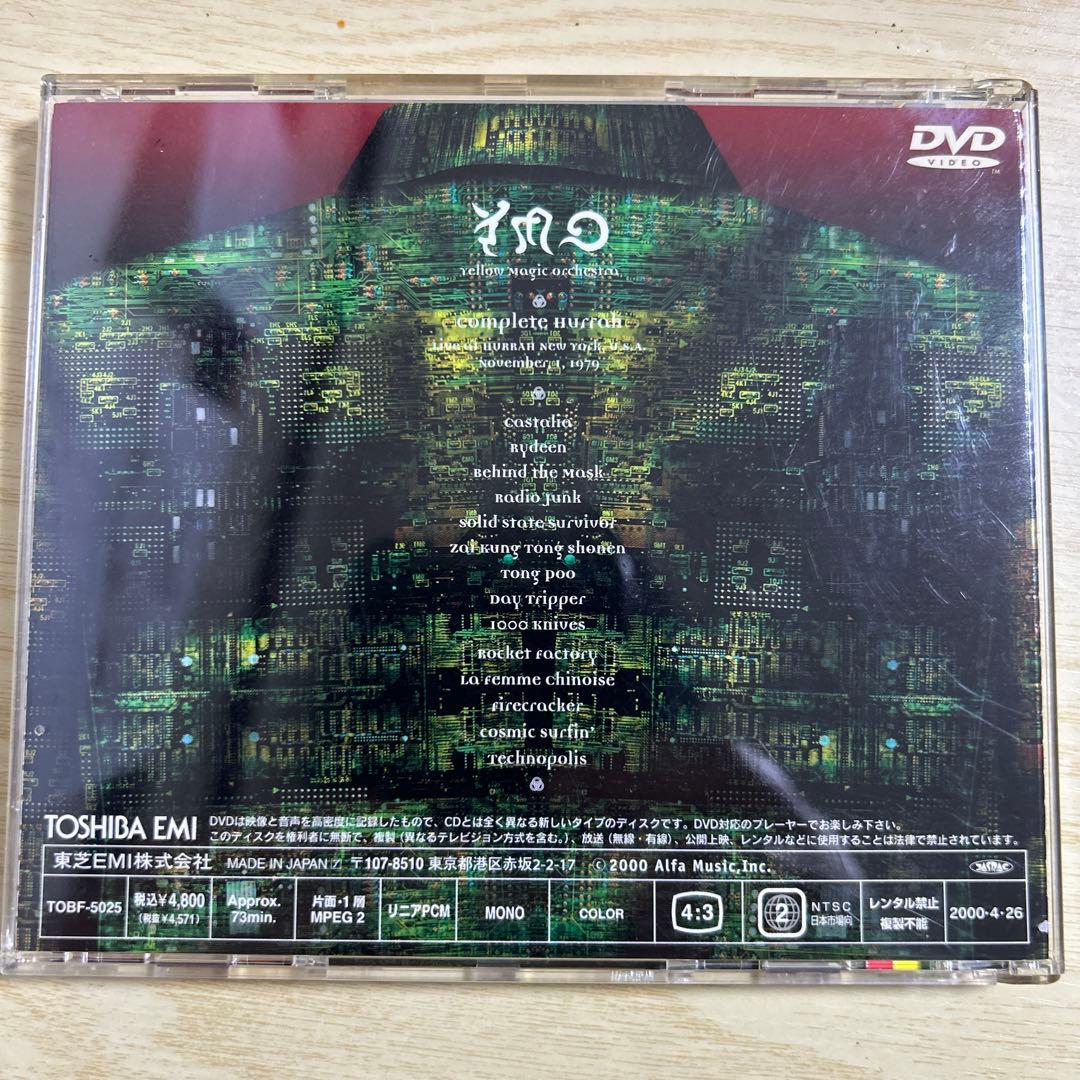 DVD
VIDEO
TM
YMO
Yellow Magic Orchestra
Complete Hurrah
Live at HURRAH New York, U.S.A.
November 1, 1979
Castalia
Rydeen
Behind The Mask
Radio Junk
Solid State Survivor
Zai Kung Tong Shonen
Tong Poo
Day Tripper
1000 Knives
Rocket Factory
La Femme Chinoise
Firecracker
Cosmic Surfin'
Technopolis
TOSHIBA EMI
DVDは映像と音声を高密度に記録したもので、CDとは全く異なる新しいタイプのディスクです。DVD対応のプレーヤーでお楽しみ下さい。
このディスクを権利者に無断で、複製(異なるテレビジョン方式を含む。)、放送(無線・有線)、公開上映、レンタルなどに使用することは法律で禁止されています。
東芝EMI株式会社 MADE IN JAPAN 〒107-8510 東京都港区赤坂2-2-17 ©2000 Alfa Music,Inc. JASRAC
TOBF-5025 税込¥4,800 (税抜¥4,571) Approx. 73min. 片面・1層 MPEG 2 リニアPCM MONO COLOR 4:3 2 NTSC 日本市場向 レンタル禁止 複製不能 2000・4・26